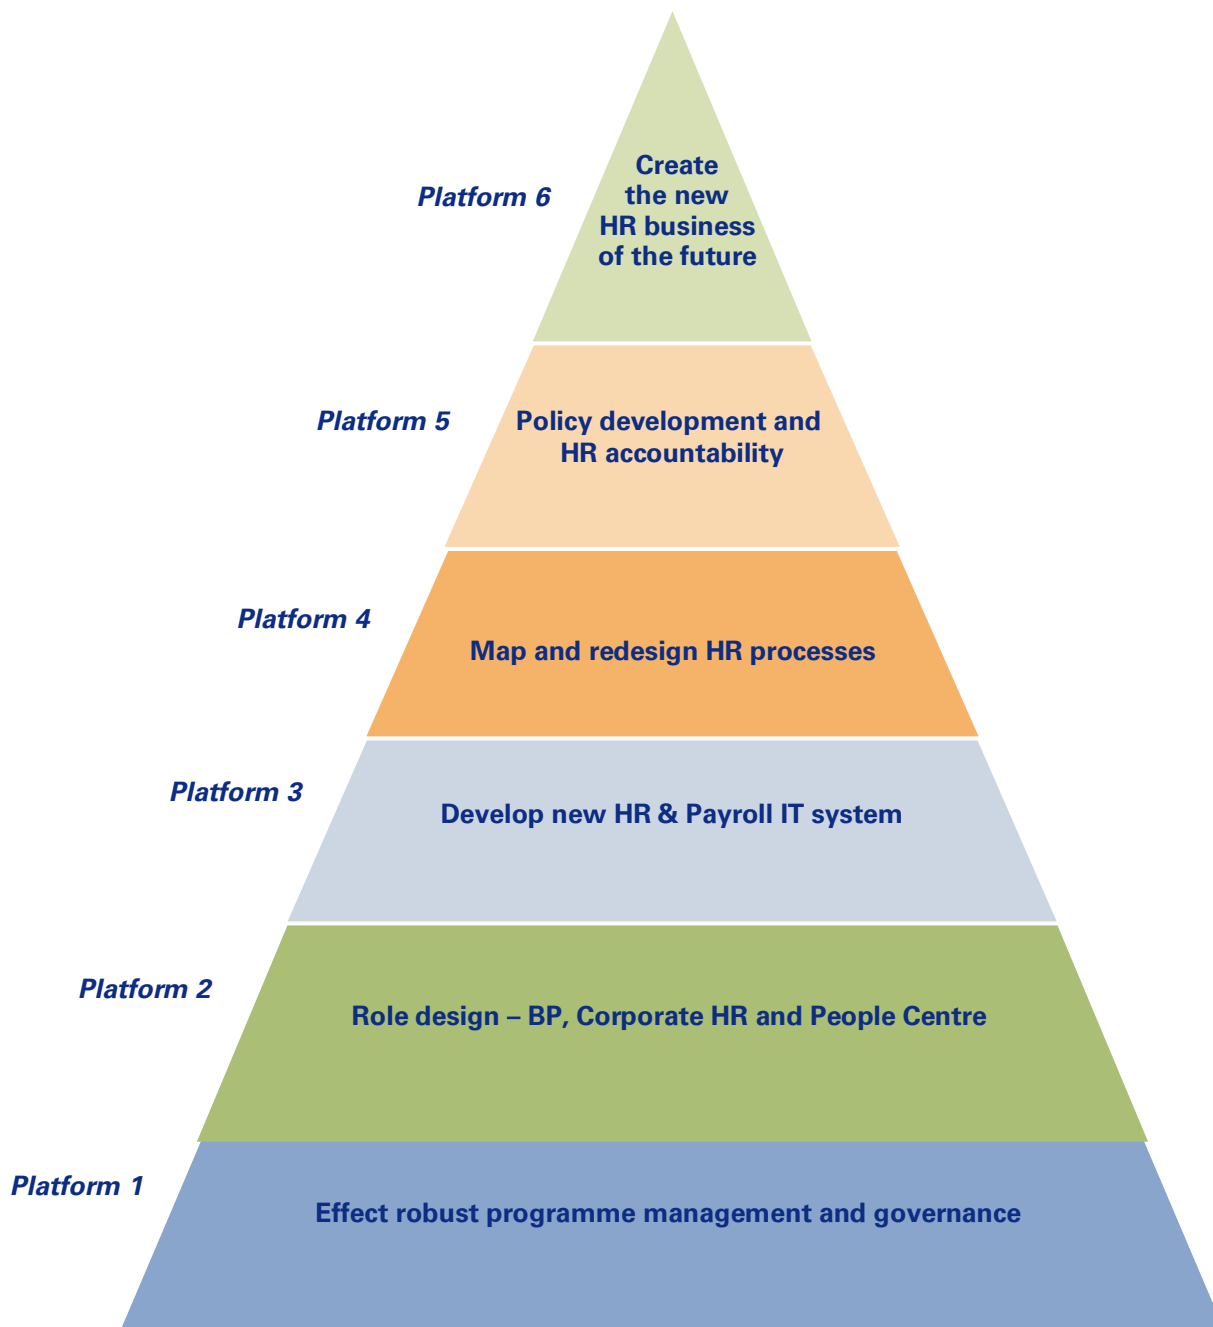 Platform 6
Create
the new
HR business
of the future
Platform 5
Policy development and
HR accountability
Platform 4
Map and redesign HR processes
Platform 3
Develop new HR & Payroll IT system
Platform 2
Role design – BP, Corporate HR and People Centre
Platform 1
Effect robust programme management and governance